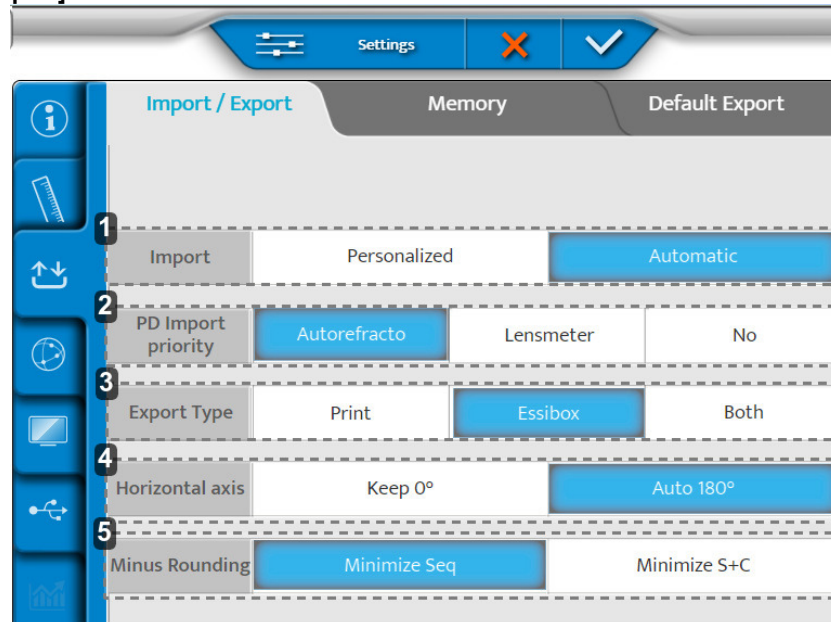 Settings
Import / Export Memory Default Export
1
Import Personalized Automatic
2
PD Import
priority Autorefracto Lensmeter No
3
Export Type Print Essibox Both
4
Horizontal axis Keep 0° Auto 180°
5
Minus Rounding Minimize Seq Minimize S+C